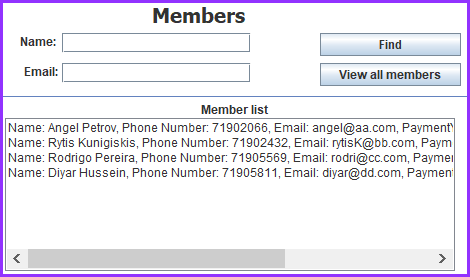 Members
Name:
Find
Email:
View all members
Member list
Name: Angel Petrov, Phone Number: 71902066, Email: angel@aa.com, Payment
Name: Rytis Kunigiskis, Phone Number: 71902432, Email: rytisK@bb.com, Paym
Name: Rodrigo Pereira, Phone Number: 71905569, Email: rodri@cc.com, Paymen
Name: Diyar Hussein, Phone Number: 71905811, Email: diyar@dd.com, Paymen